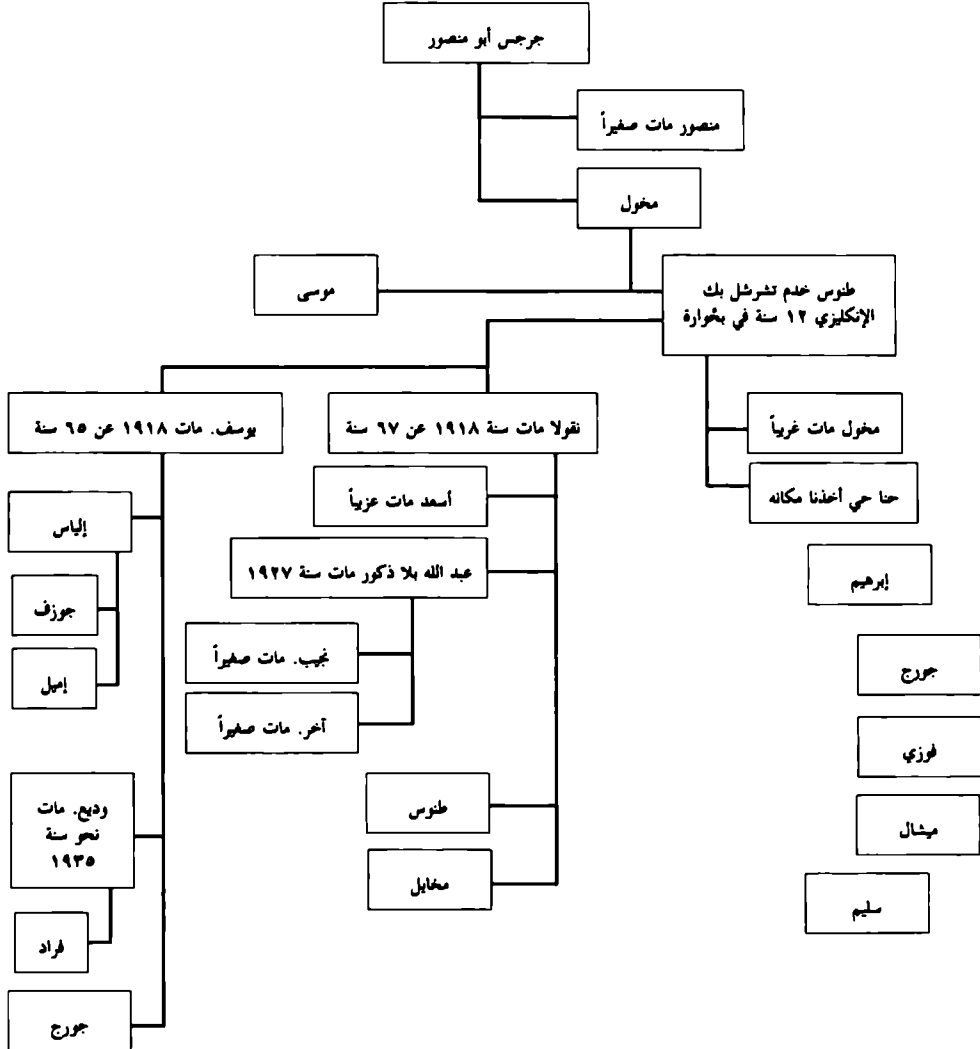 جرجس أبو منصور
منصور مات صغيراً
مخول
طنوس خدم تشرشل بك
الإنكليزي ١٢ سنة في بحوارة
موسى
يوسف. مات ١٩١٨ عن ٦٥ سنة
نقولا مات سنة ١٩١٨ عن ٦٧ سنة
مخول مات غريباً
حنا حي أخذنا مكانه
أسعد مات عزبياً
إلياس
عبد الله بلا ذكور مات سنة ١٩٢٧
إبرهيم
جوزف
نجيب. مات صغيراً
جورج
إميل
آخر. مات صغيراً
فوزي
وديع. مات
نحو سنة
١٩٣٥
طنوس
ميشال
مخايل
سليم
فراد
جورج